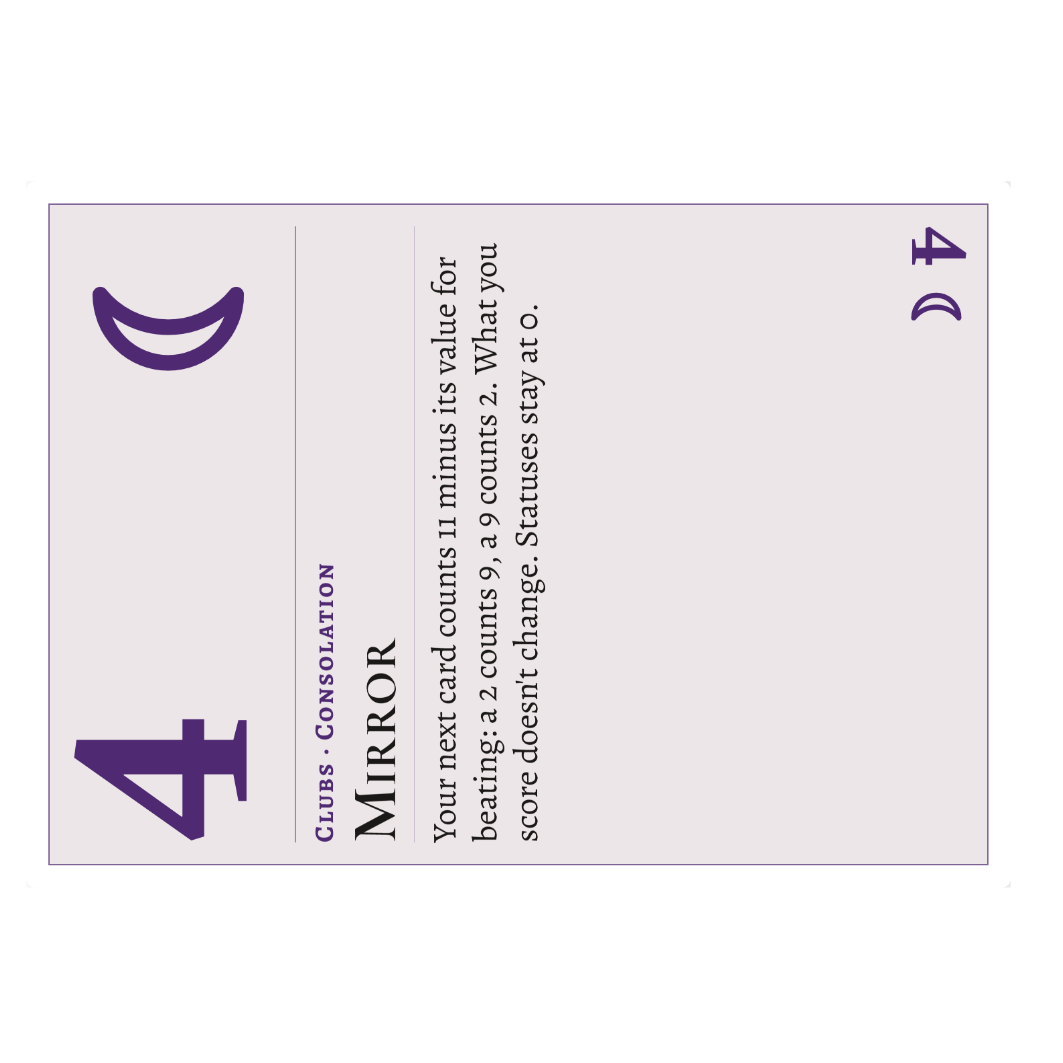 4
Clubs · Consolation
Mirror
Your next card counts 11 minus its value for
beating: a 2 counts 9, a 9 counts 2. What you
score doesn't change. Statuses stay at 0.
4